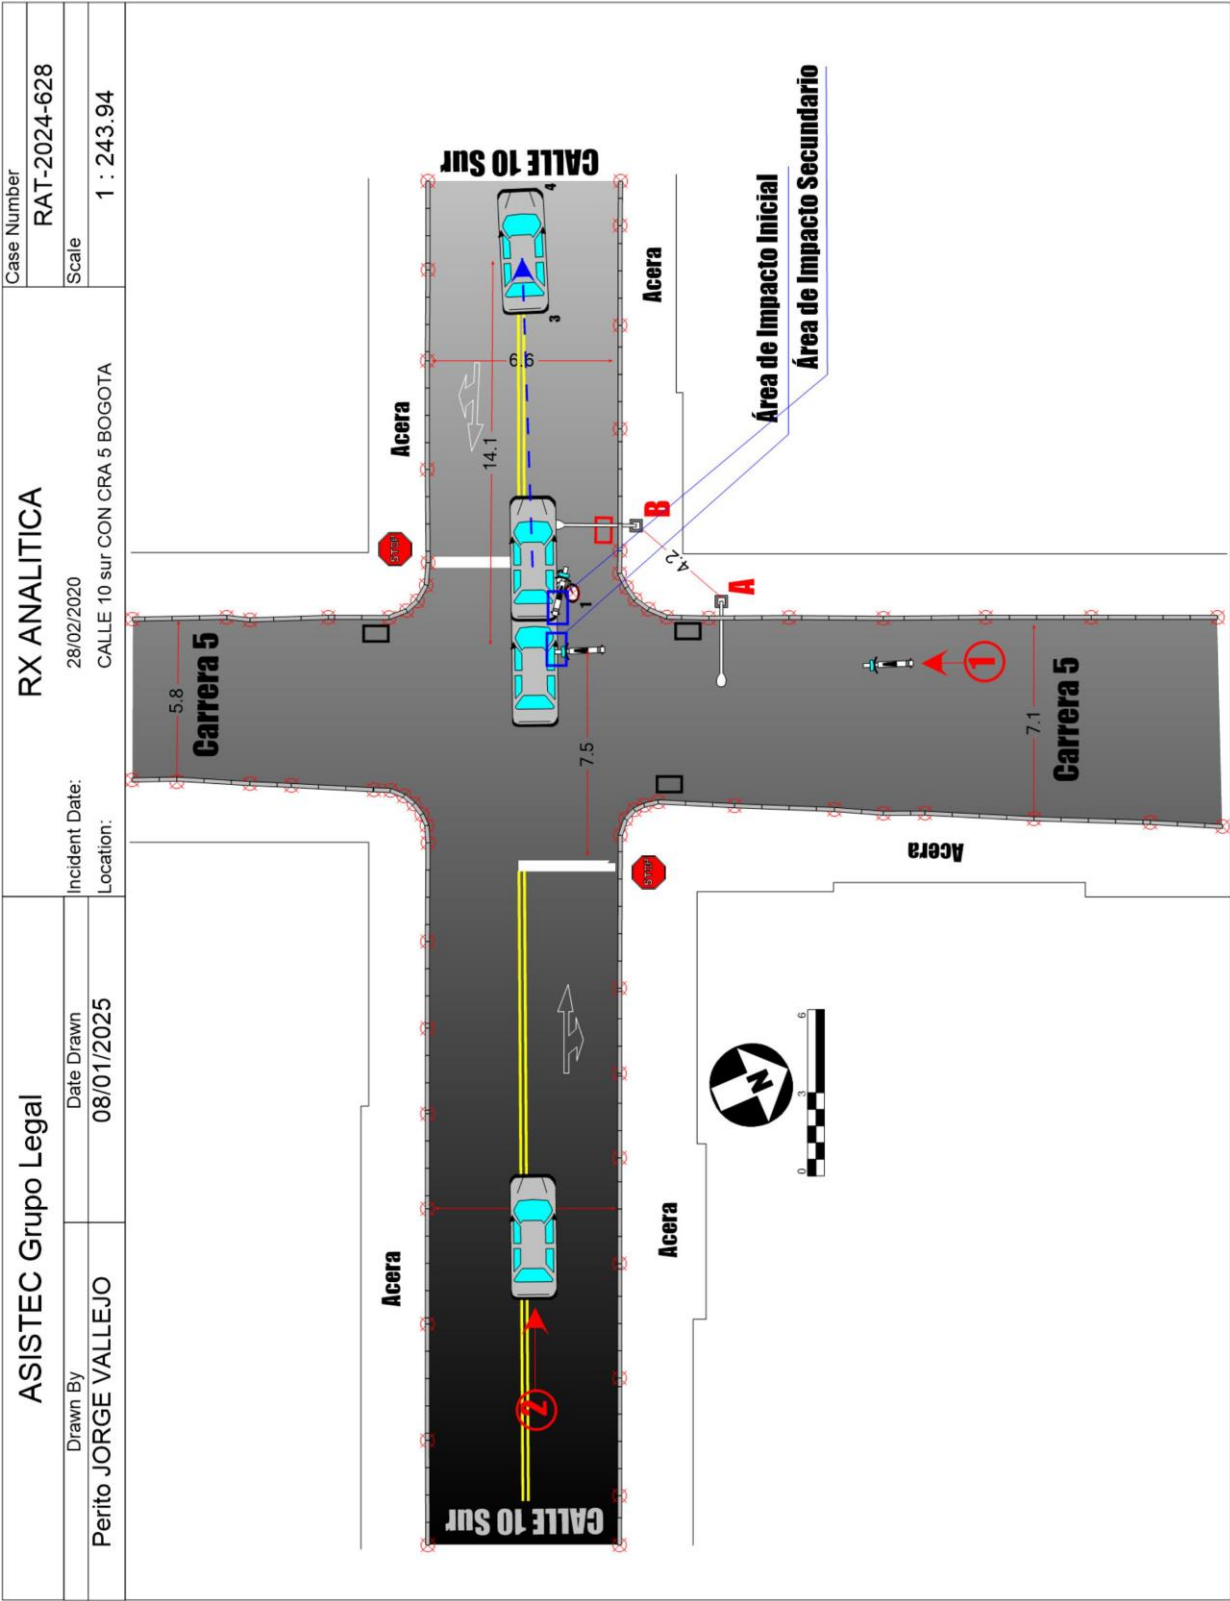 ASISTEC Grupo Legal
RX ANALITICA
Case Number
RAT-2024-628
Drawn By
Perito JORGE VALLEJO
Date Drawn
08/01/2025
Incident Date:
28/02/2020
Location:
CALLE 10 sur CON CRA 5 BOGOTA
Scale
1 : 243.94
5.8
Carrera 5
STOP
Acera
Acera
CALLE 10 Sur
CALLE 10 Sur
2
14.1
6.6
3
4
1
7.5
STOP
B
4.2
A
Acera
Acera
Acera
Área de Impacto Inicial
Área de Impacto Secundario
N
0
3
6
1
7.1
Carrera 5